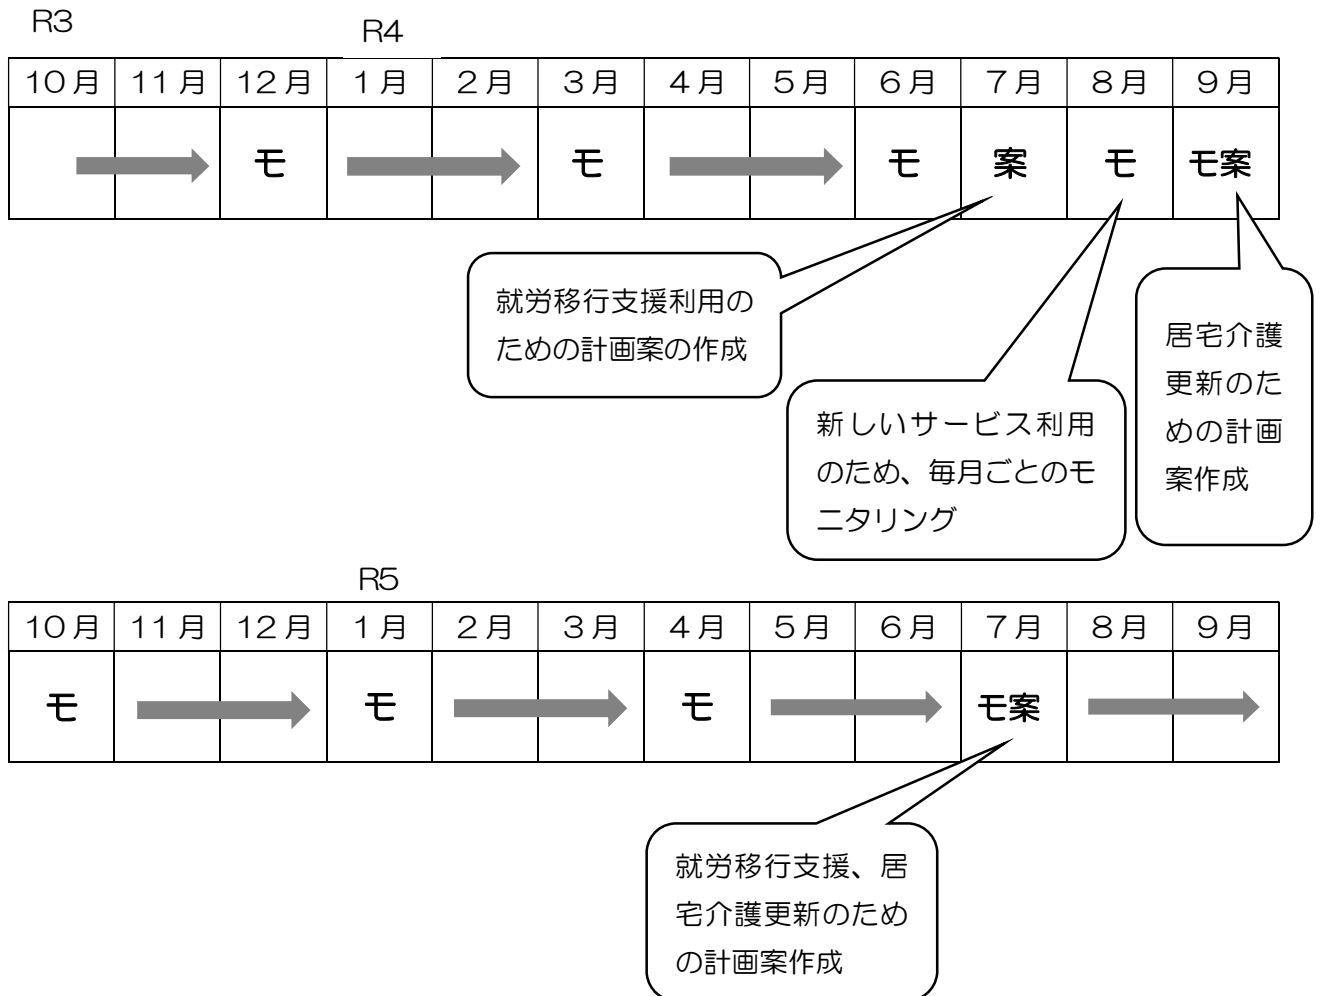 R3
R4
10月 11月 12月 1月 2月 3月 4月 5月 6月 7月 8月 9月
モ モ モ 案 モ モ案
就労移行支援利用の
ための計画案の作成
新しいサービス利用
のため、毎月ごとのモ
ニタリング
居宅介護
更新のた
めの計画
案作成
R5
10月 11月 12月 1月 2月 3月 4月 5月 6月 7月 8月 9月
モ モ モ モ案
就労移行支援、居
宅介護更新のため
の計画案作成